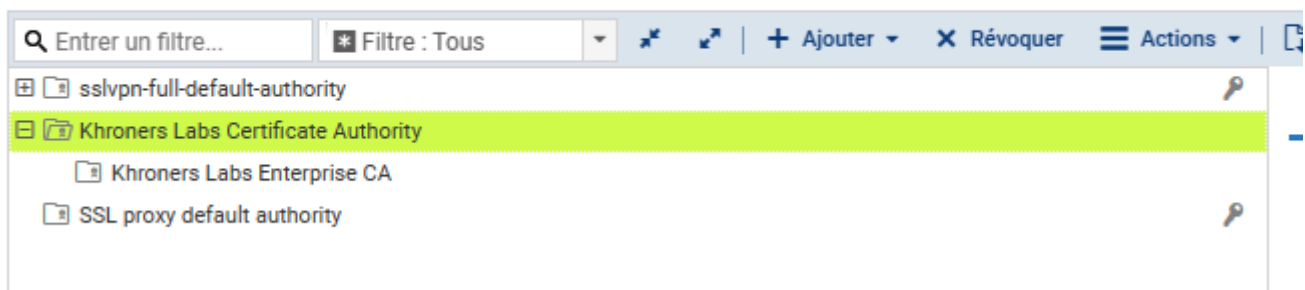 Entrer un filtre... Filtre : Tous Ajouter Révoquer Actions
sslvpn-full-default-authority
Khroners Labs Certificate Authority
Khroners Labs Enterprise CA
SSL proxy default authority